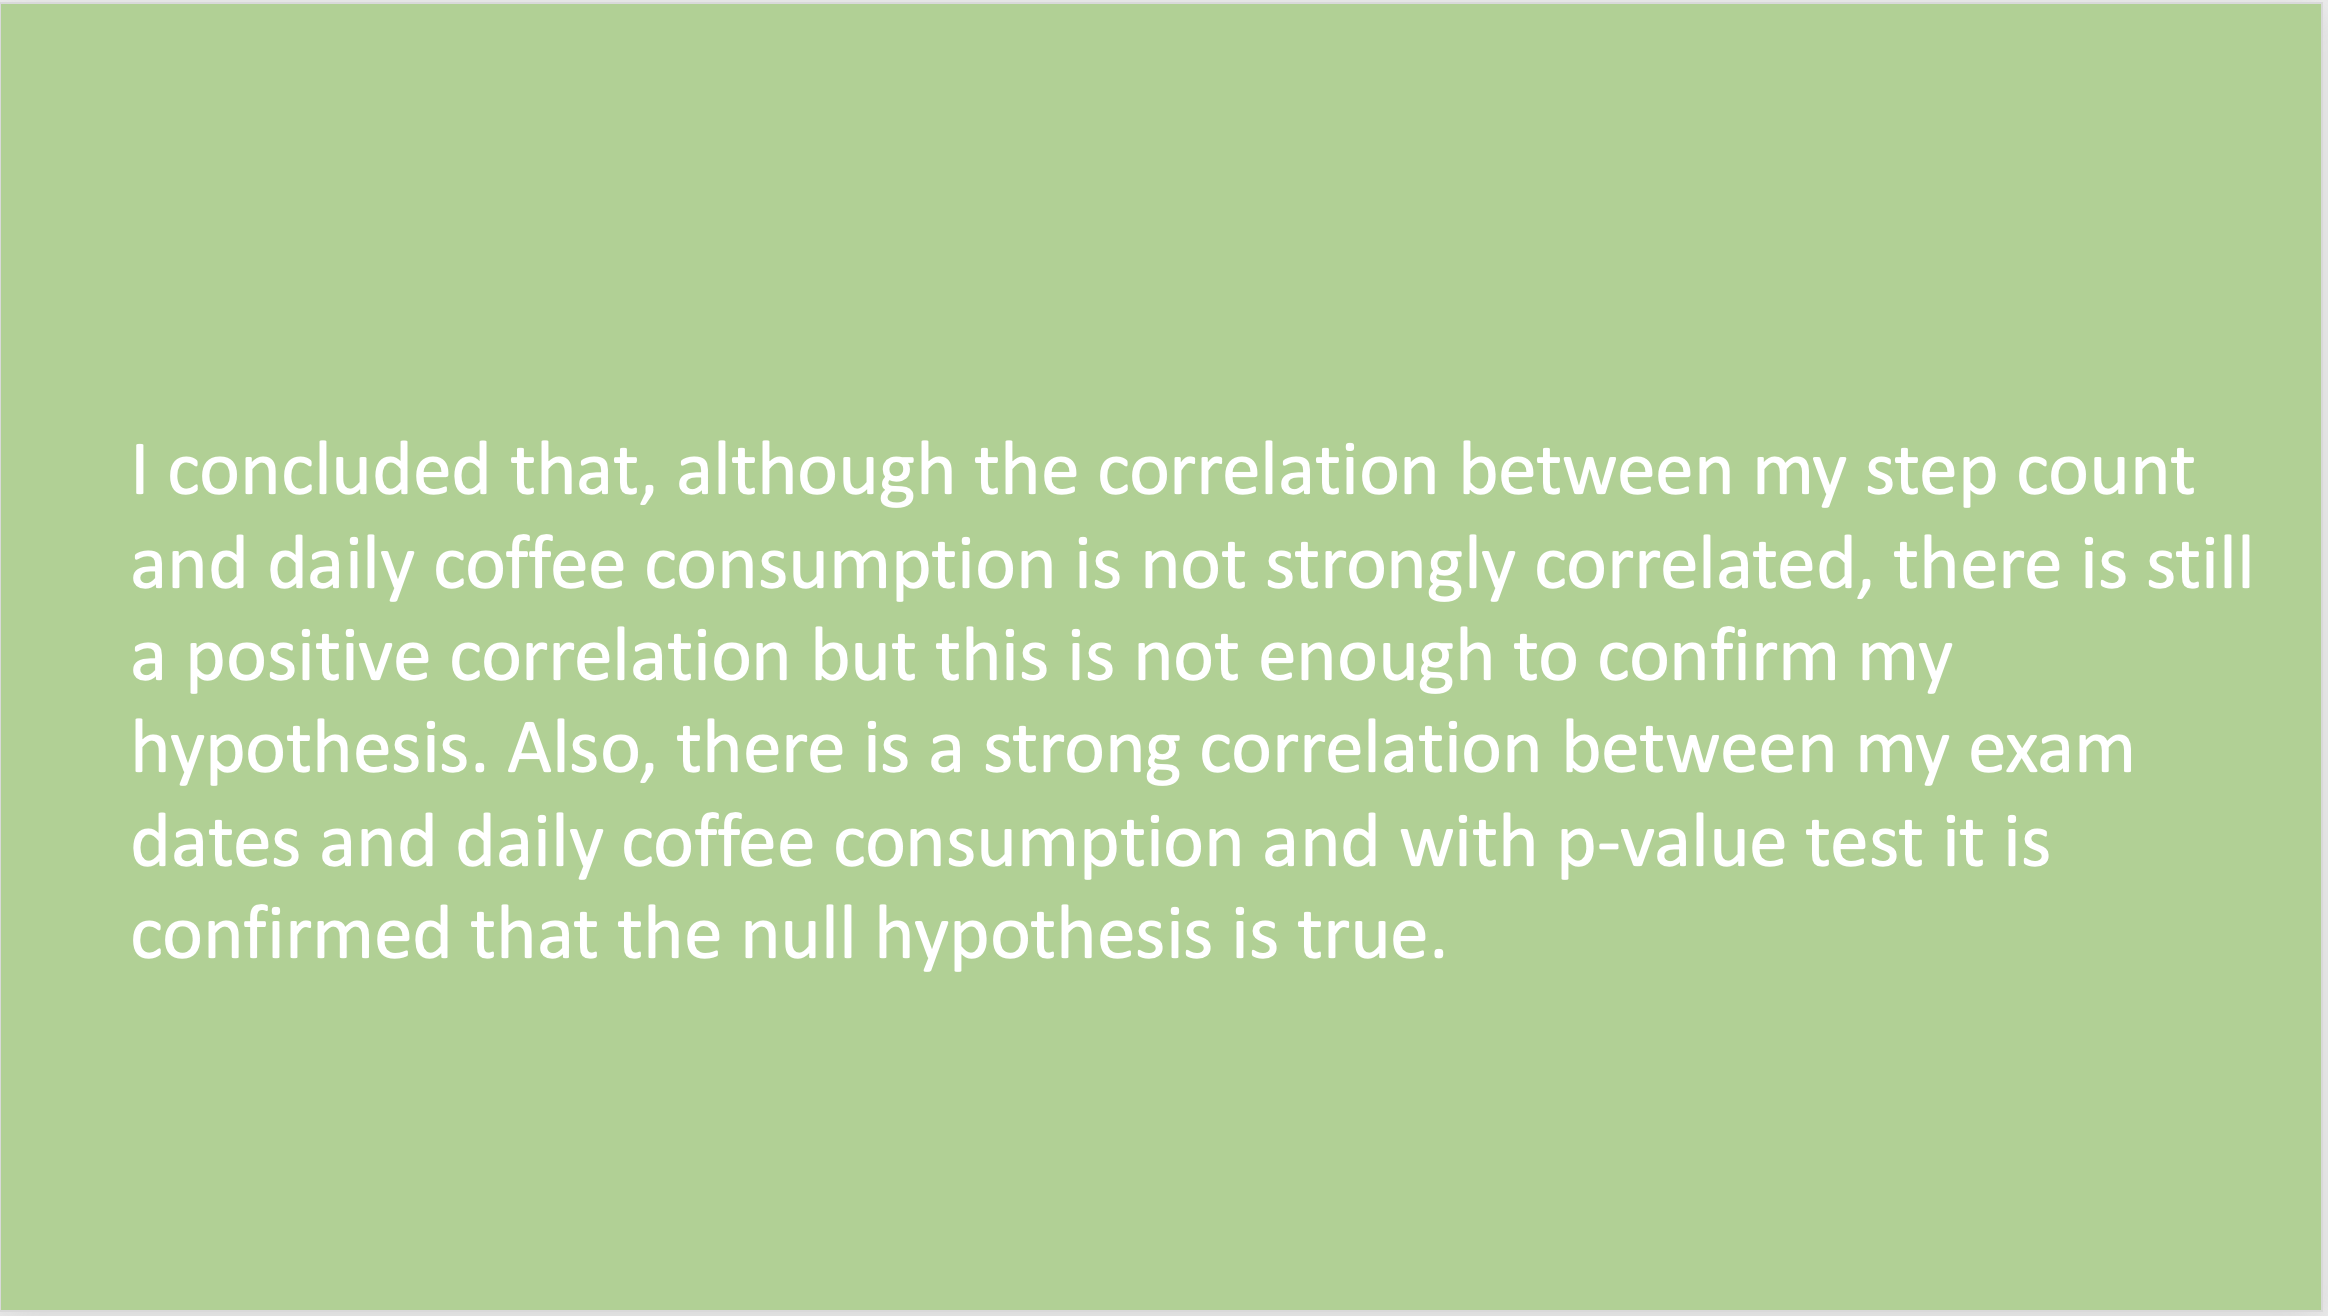 I concluded that, although the correlation between my step count
and daily coffee consumption is not strongly correlated, there is still
a positive correlation but this is not enough to confirm my
hypothesis. Also, there is a strong correlation between my exam
dates and daily coffee consumption and with p-value test it is
confirmed that the null hypothesis is true.